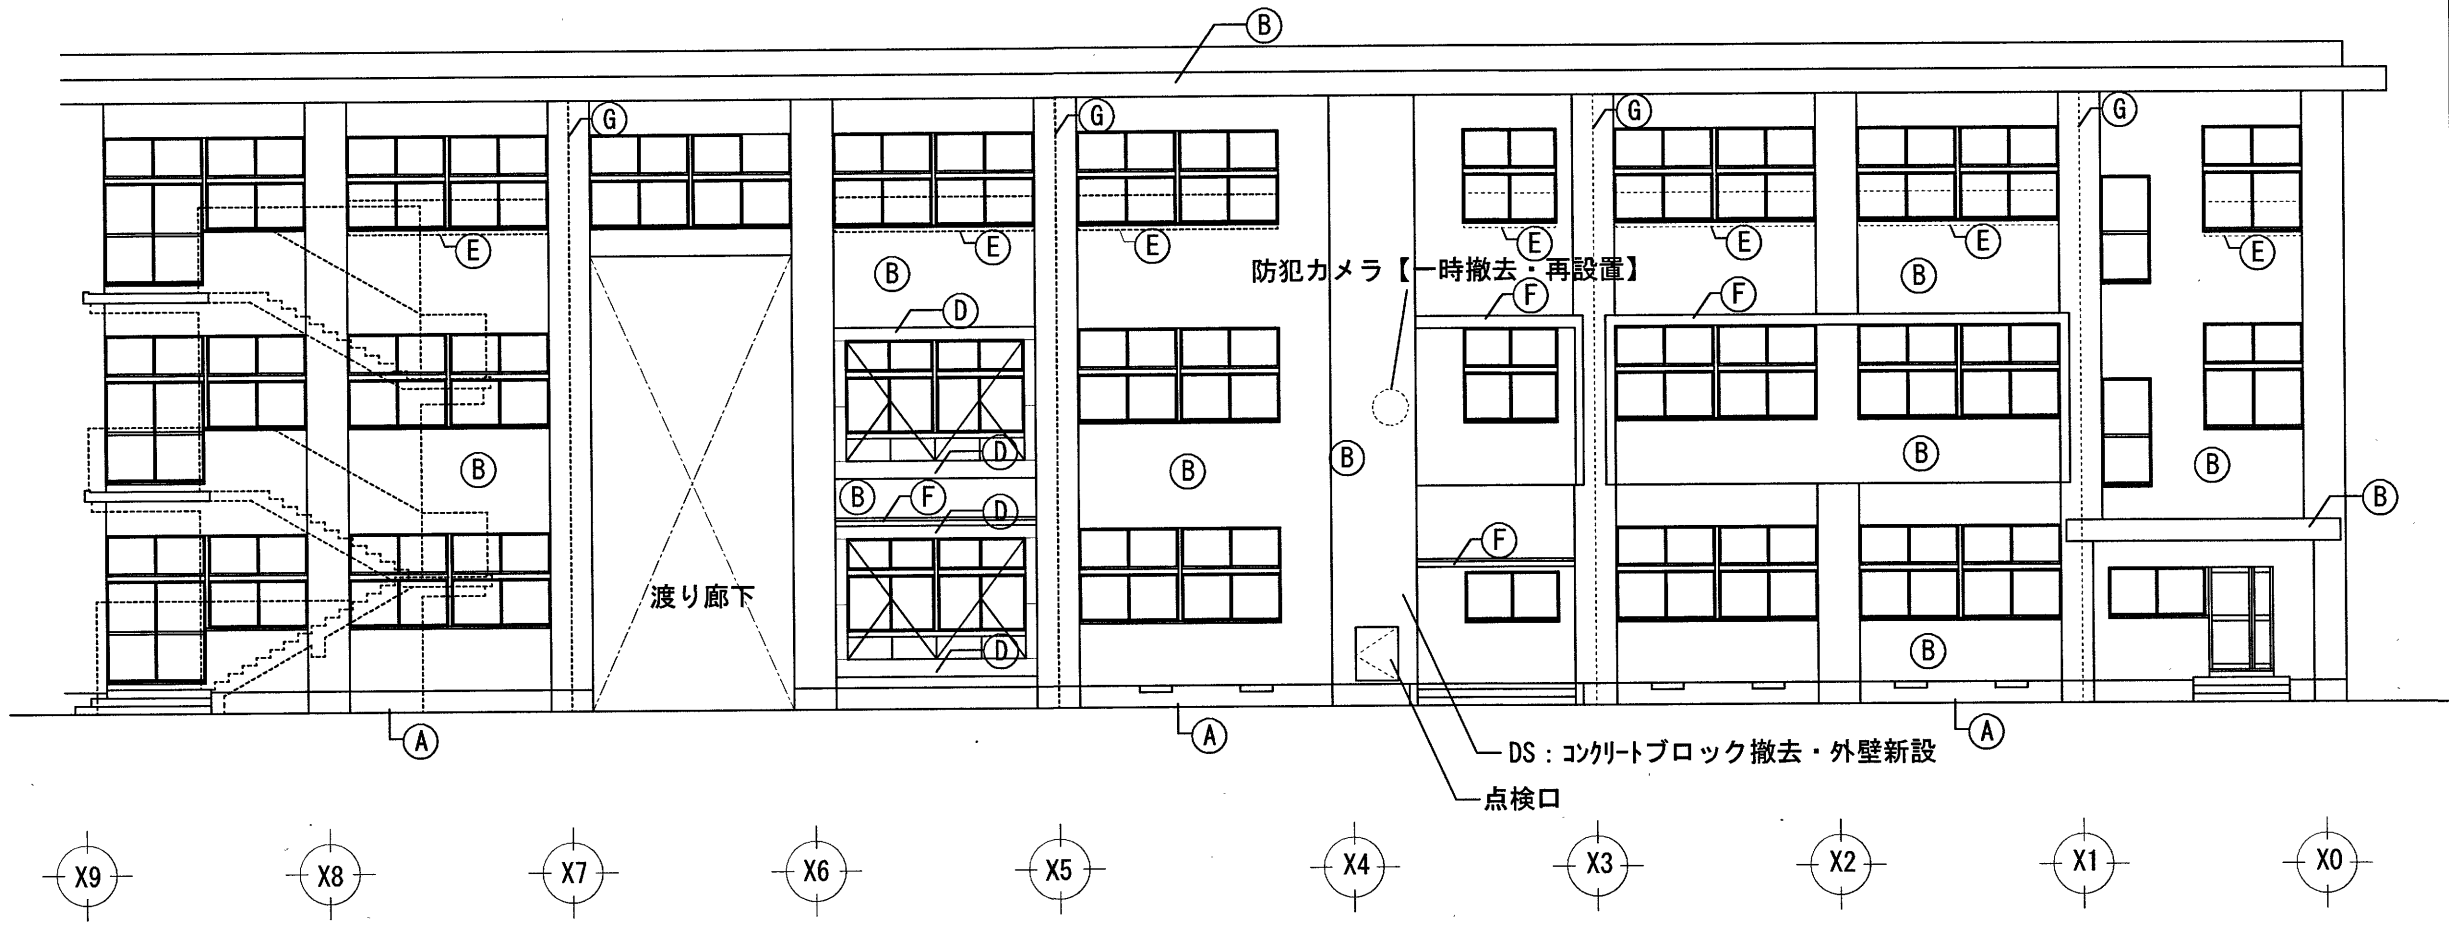 B
G G G G
E E E E E E E
B B
防犯カメラ【一時撤去・再設置】
D F F
B D B B B B
B F D B
F
渡り廊下
D B
A A A
DS：コンクリートブロック撤去・外壁新設
点検口
X9 X8 X7 X6 X5 X4 X3 X2 X1 X0